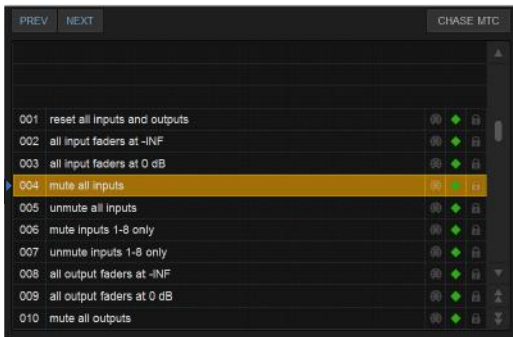 PREV NEXT CHASE MTC
001 reset all inputs and outputs
002 all input faders at -INF
003 all input faders at 0 dB
004 mute all inputs
005 unmute all inputs
006 mute inputs 1-8 only
007 unmute inputs 1-8 only
008 all output faders at -INF
009 all output faders at 0 dB
010 mute all outputs